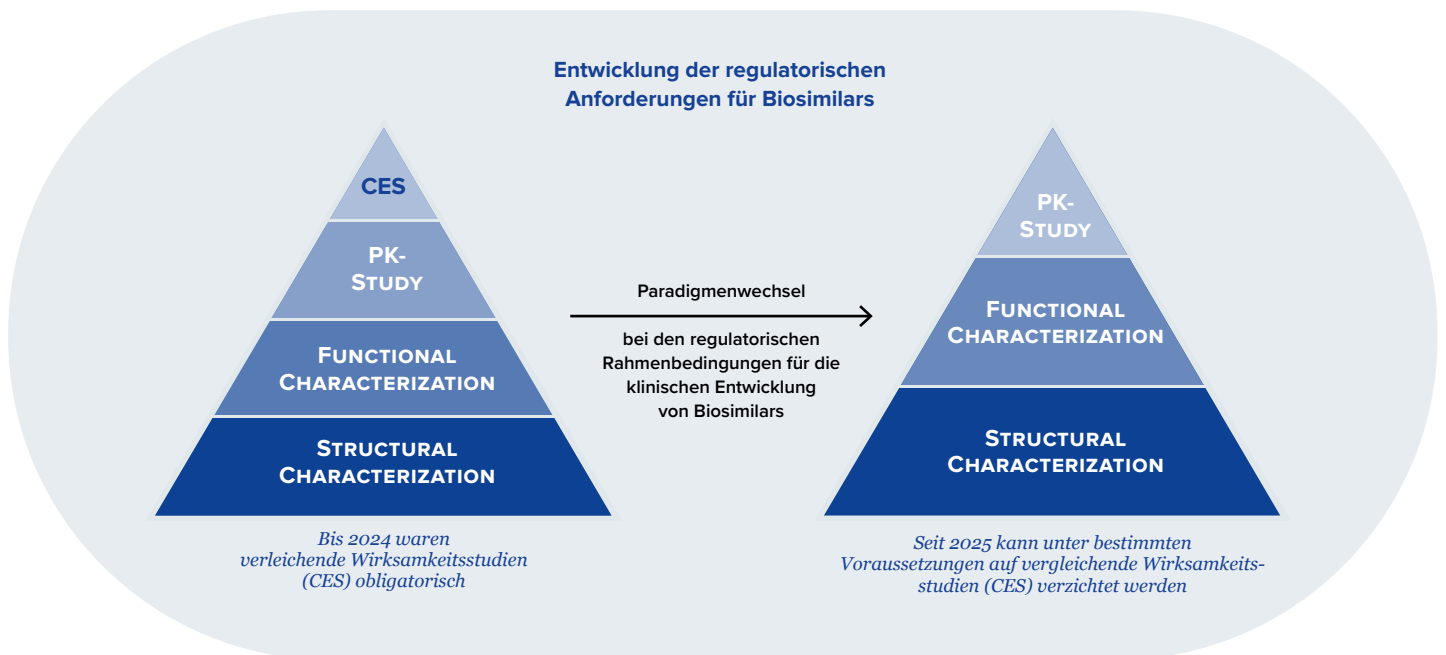 Entwicklung der regulatorischen
Anforderungen für Biosimilars
CES
PK-
STUDY
FUNCTIONAL
CHARACTERIZATION
STRUCTURAL
CHARACTERIZATION
Bis 2024 waren
verleichende Wirksamkeitsstudien
(CES) obligatorisch
Paradigmenwechsel
bei den regulatorischen
Rahmenbedingungen für die
klinischen Entwicklung
von Biosimilars
PK-
STUDY
FUNCTIONAL
CHARACTERIZATION
STRUCTURAL
CHARACTERIZATION
Seit 2025 kann unter bestimmten
Voraussetzungen auf vergleichende Wirksamkeits-
studien (CES) verzichtet werden